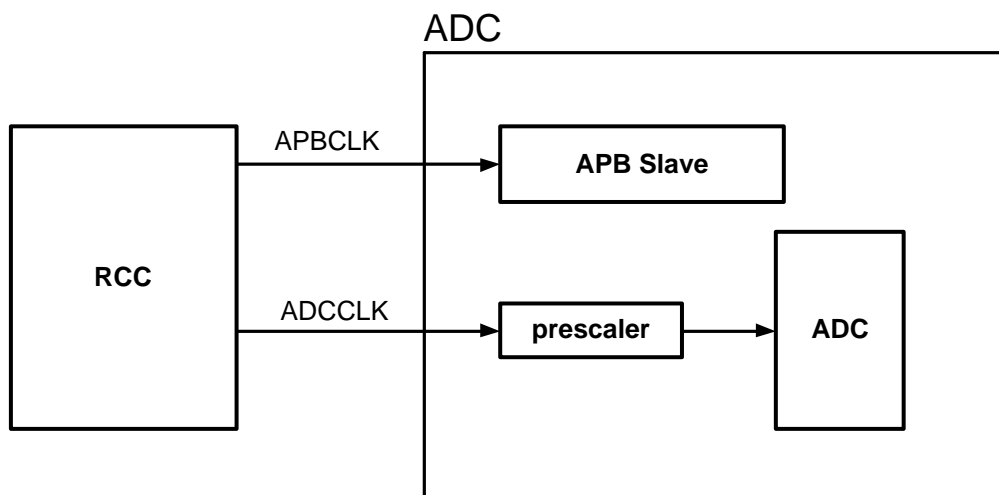 ADC
APBCLK
APB Slave
RCC
ADCCLK
prescaler
ADC